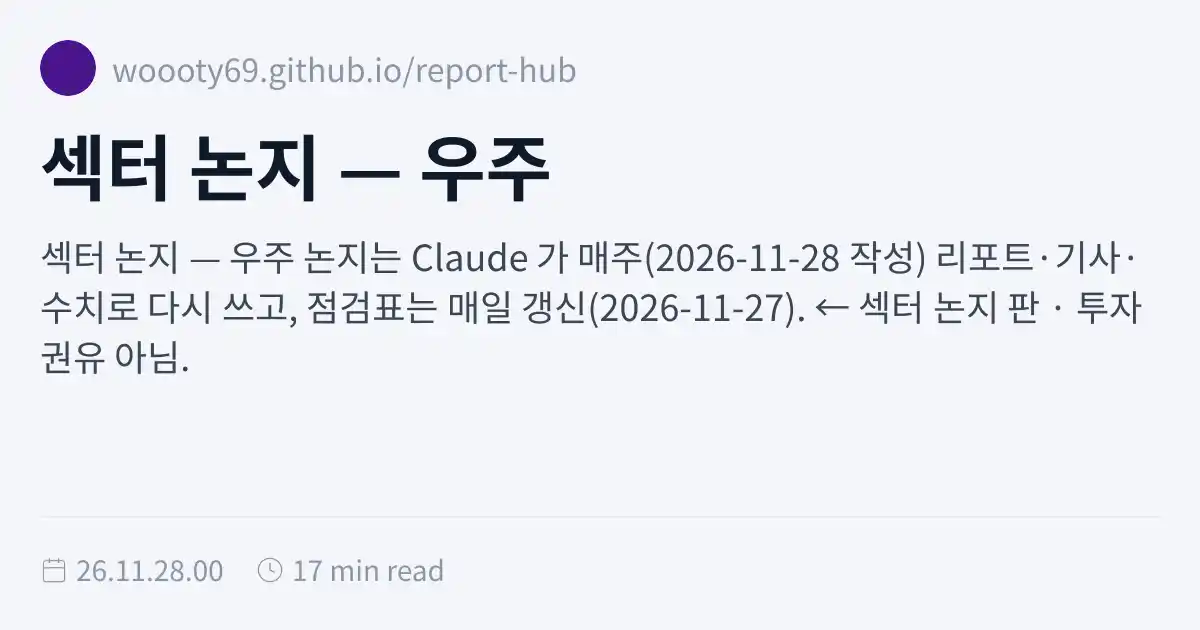 woooty69.github.io/report-hub
섹터 논지 — 우주
섹터 논지 — 우주 논지는 Claude 가 매주(2026-11-28 작성) 리포트·기사·
수치로 다시 쓰고, 점검표는 매일 갱신(2026-11-27). ← 섹터 논지 판 · 투자
권유 아님.
26.11.28.00
17 min read